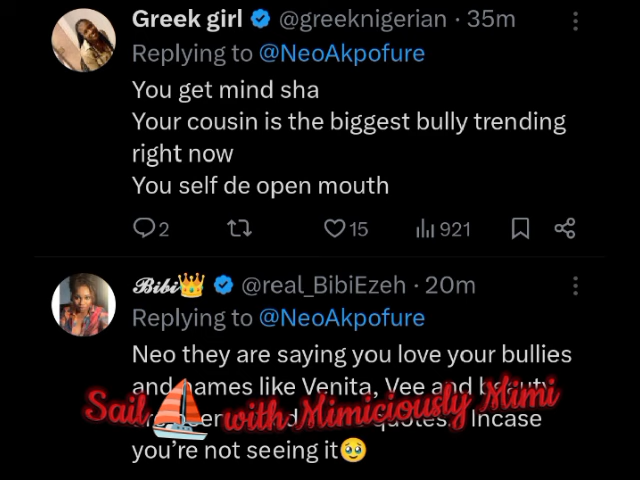 Greek girl @greeknigerian · 35m
Replying to @NeoAkpofure
You get mind sha
Your cousin is the biggest bully trending
right now
You self de open mouth
2 15 921
Bibi👑 @real_BibiEzeh · 20m
Replying to @NeoAkpofure
Neo they are saying you love your bullies
and names like Venita, Vee and beauty
Sail with Mimiciously Mimi
quotes. Incase
you're not seeing it🥹